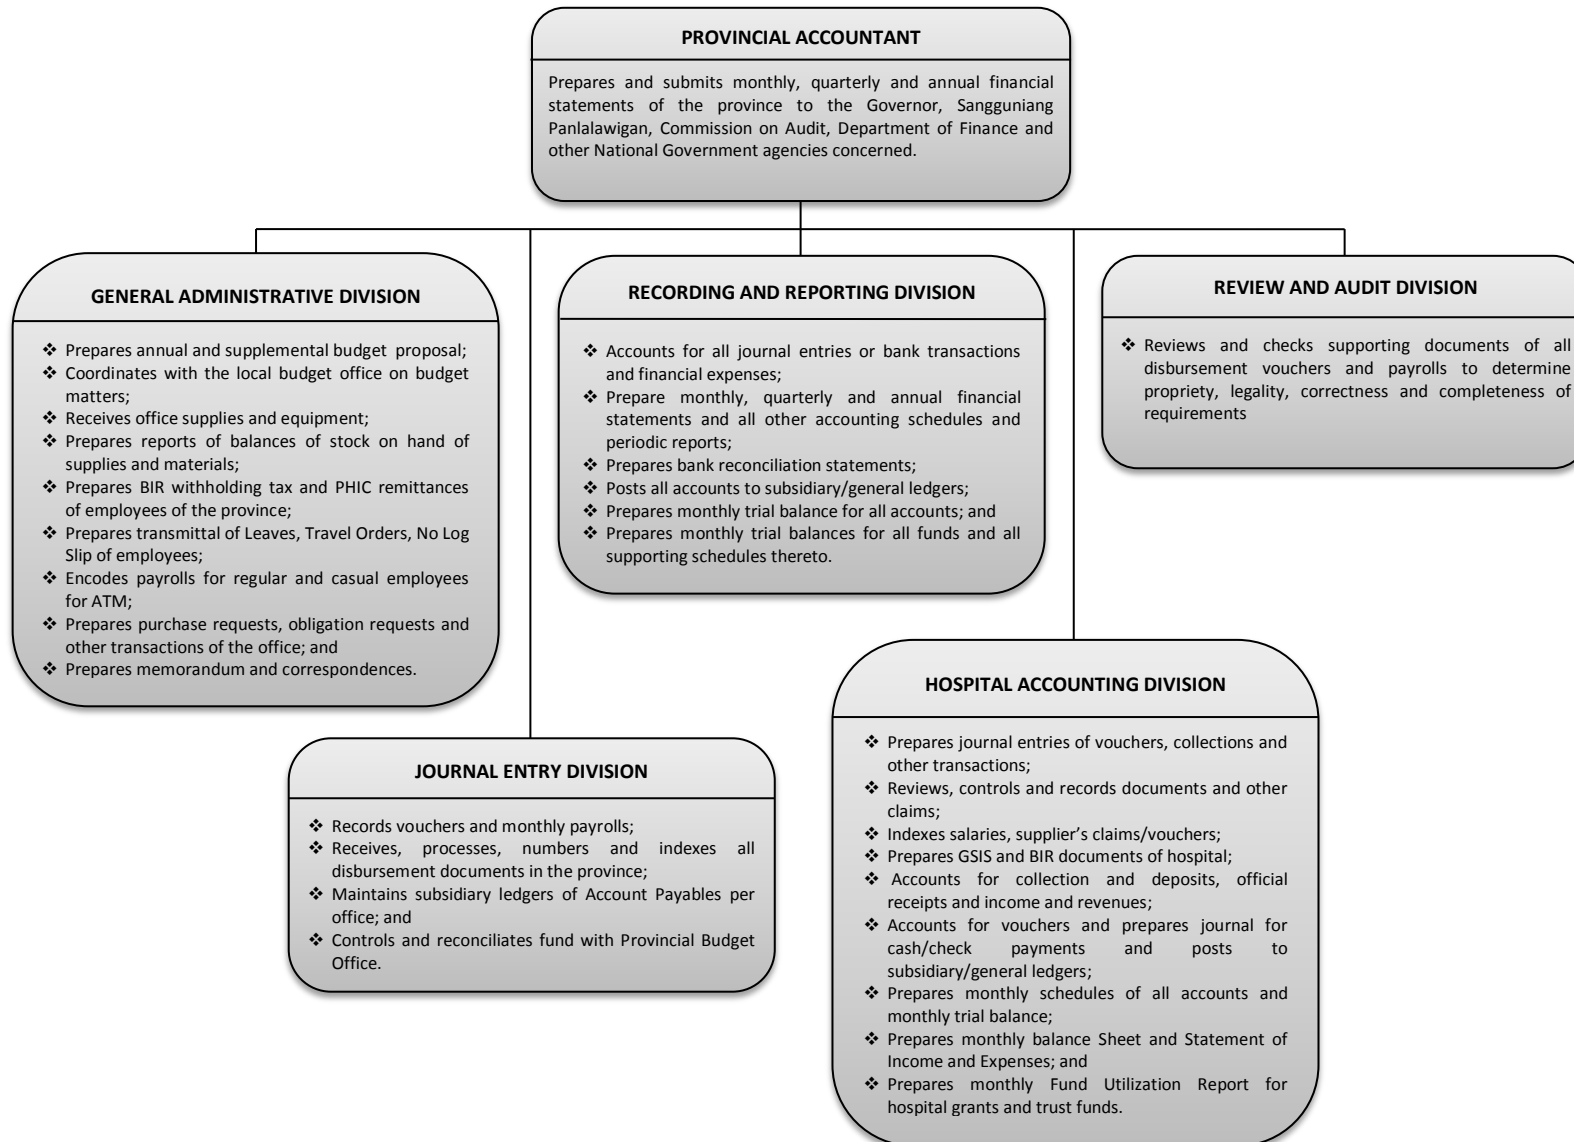 PROVINCIAL ACCOUNTANT
Prepares and submits monthly, quarterly and annual financial
statements of the province to the Governor, Sangguniang
Panlalawigan, Commission on Audit, Department of Finance and
other National Government agencies concerned.
GENERAL ADMINISTRATIVE DIVISION
❖ Prepares annual and supplemental budget proposal;
❖ Coordinates with the local budget office on budget
matters;
❖ Receives office supplies and equipment;
❖ Prepares reports of balances of stock on hand of
supplies and materials;
❖ Prepares BIR withholding tax and PHIC remittances
of employees of the province;
❖ Prepares transmittal of Leaves, Travel Orders, No Log
Slip of employees;
❖ Encodes payrolls for regular and casual employees
for ATM;
❖ Prepares purchase requests, obligation requests and
other transactions of the office; and
❖ Prepares memorandum and correspondences.
RECORDING AND REPORTING DIVISION
❖ Accounts for all journal entries or bank transactions
and financial expenses;
❖ Prepare monthly, quarterly and annual financial
statements and all other accounting schedules and
periodic reports;
❖ Prepares bank reconciliation statements;
❖ Posts all accounts to subsidiary/general ledgers;
❖ Prepares monthly trial balance for all accounts; and
❖ Prepares monthly trial balances for all funds and all
supporting schedules thereto.
REVIEW AND AUDIT DIVISION
❖ Reviews and checks supporting documents of all
disbursement vouchers and payrolls to determine
propriety, legality, correctness and completeness of
requirements
JOURNAL ENTRY DIVISION
❖ Records vouchers and monthly payrolls;
❖ Receives, processes, numbers and indexes all
disbursement documents in the province;
❖ Maintains subsidiary ledgers of Account Payables per
office; and
❖ Controls and reconciliates fund with Provincial Budget
Office.
HOSPITAL ACCOUNTING DIVISION
❖ Prepares journal entries of vouchers, collections and
other transactions;
❖ Reviews, controls and records documents and other
claims;
❖ Indexes salaries, supplier’s claims/vouchers;
❖ Prepares GSIS and BIR documents of hospital;
❖ Accounts for collection and deposits, official
receipts and income and revenues;
❖ Accounts for vouchers and prepares journal for
cash/check payments and posts to
subsidiary/general ledgers;
❖ Prepares monthly schedules of all accounts and
monthly trial balance;
❖ Prepares monthly balance Sheet and Statement of
Income and Expenses; and
❖ Prepares monthly Fund Utilization Report for
hospital grants and trust funds.